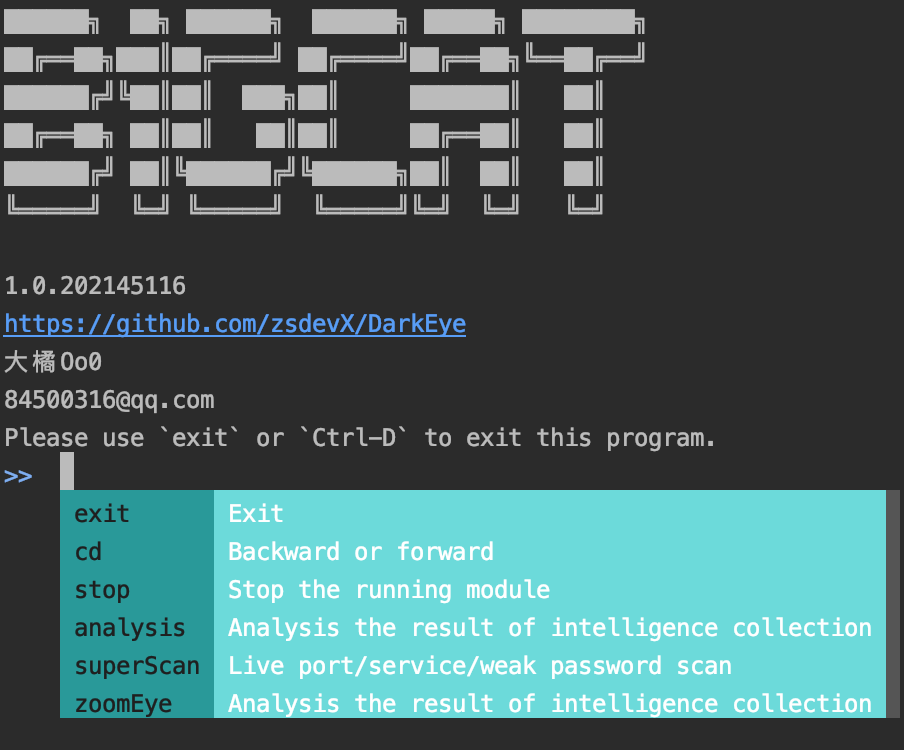 B1GCAT
1.0.202145116
https://github.com/zsdevX/DarkEye
大橘Oo0
84500316@qq.com
Please use `exit` or `Ctrl-D` to exit this program.
>>
exit Exit
cd Backward or forward
stop Stop the running module
analysis Analysis the result of intelligence collection
superScan Live port/service/weak password scan
zoomEye Analysis the result of intelligence collection